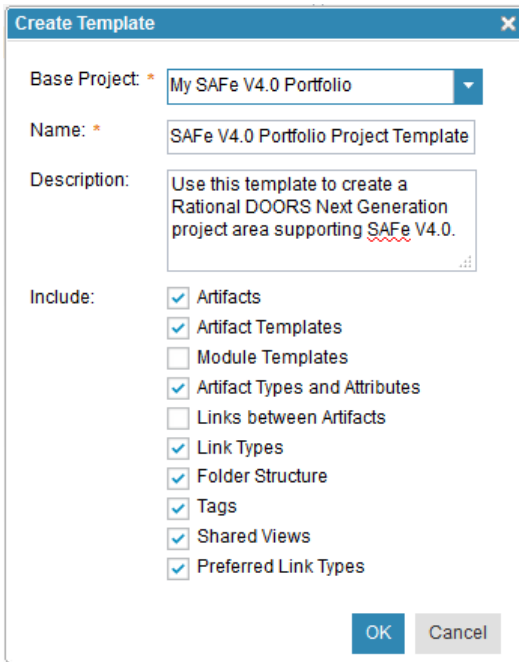 Create Template
Base Project: *
My SAFe V4.0 Portfolio
Name: *
SAFe V4.0 Portfolio Project Template
Description:
Use this template to create a
Rational DOORS Next Generation
project area supporting SAFe V4.0.
Include:
Artifacts
Artifact Templates
Module Templates
Artifact Types and Attributes
Links between Artifacts
Link Types
Folder Structure
Tags
Shared Views
Preferred Link Types
OK
Cancel